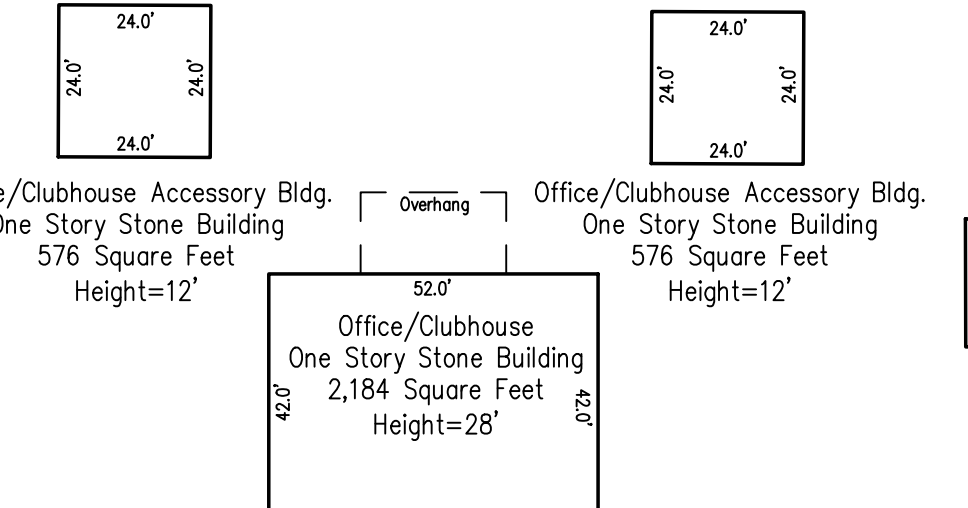 24.0'
24.0'
24.0'
24.0'
/Clubhouse Accessory Bldg.
One Story Stone Building
576 Square Feet
Height=12'
Overhang
24.0'
24.0'
24.0'
24.0'
Office/Clubhouse Accessory Bldg.
One Story Stone Building
576 Square Feet
Height=12'
52.0'
Office/Clubhouse
One Story Stone Building
2,184 Square Feet
Height=28'
42.0'
42.0'